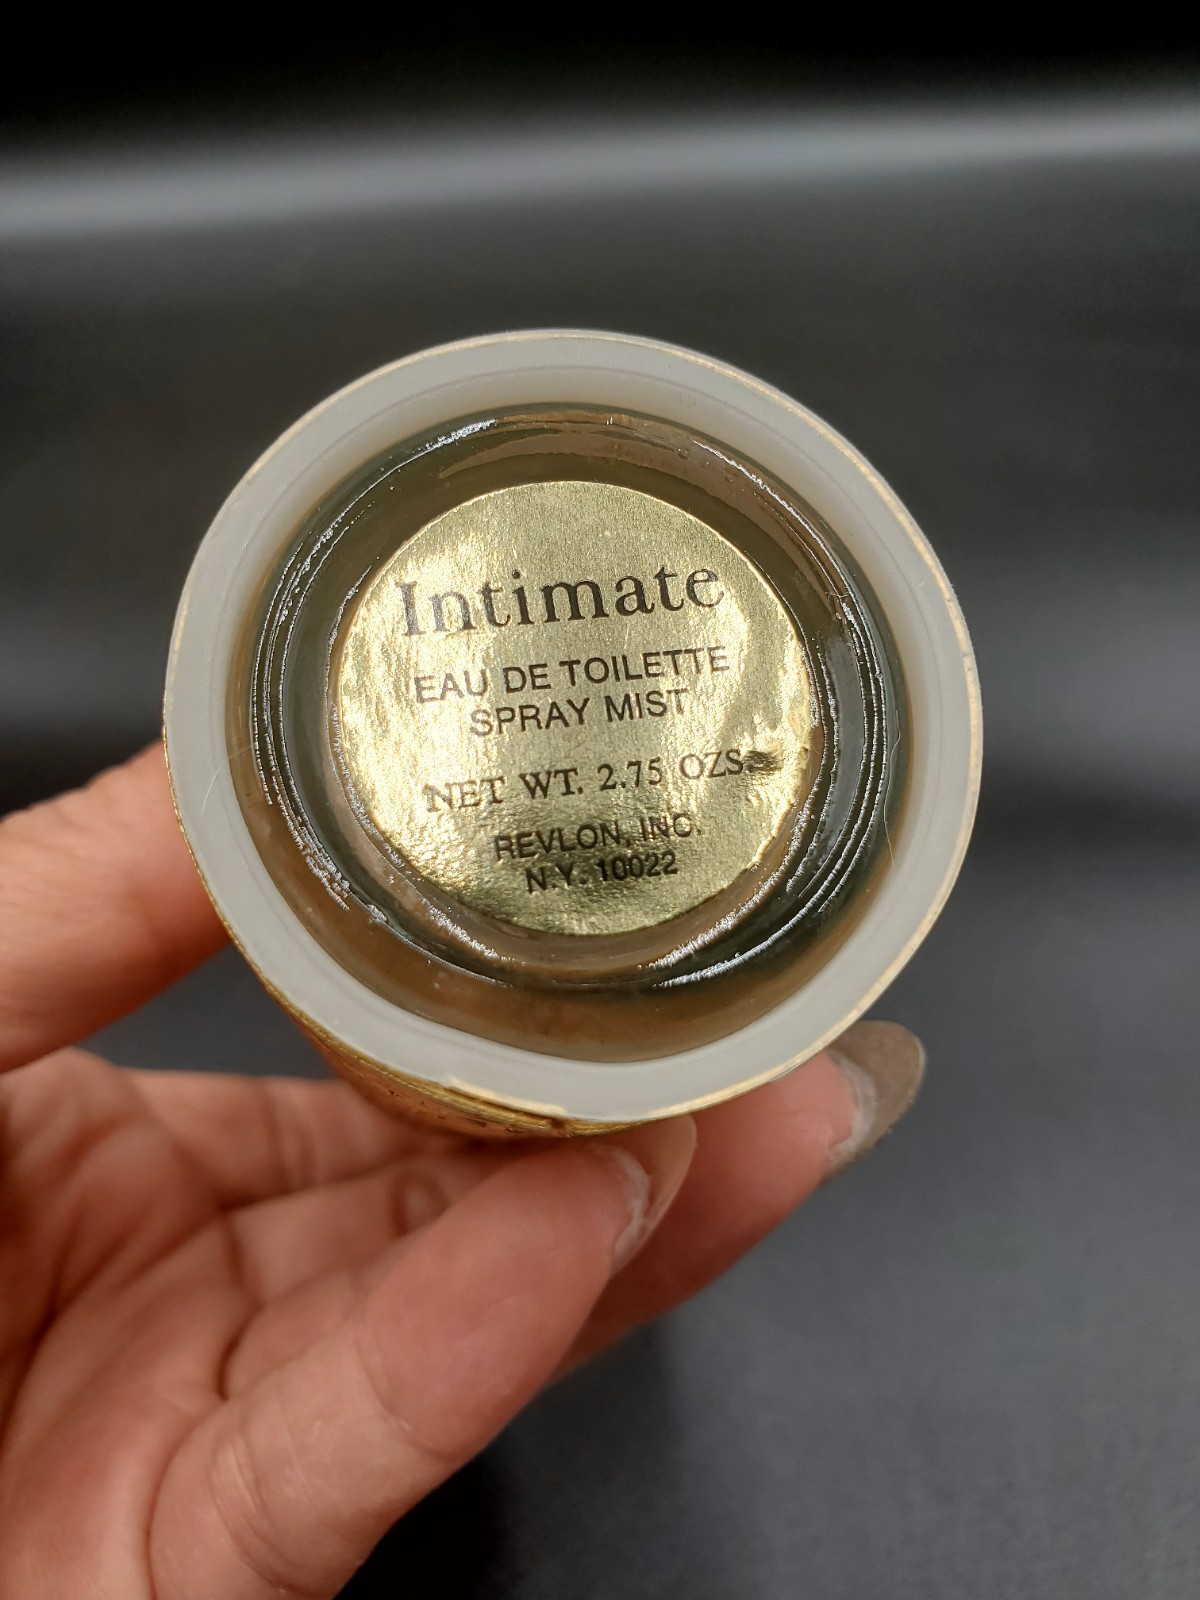 Intimate
EAU DE TOILETTE
SPRAY MIST
NET WT. 2.75 OZS.
REVLON, INC.
N.Y. 10022